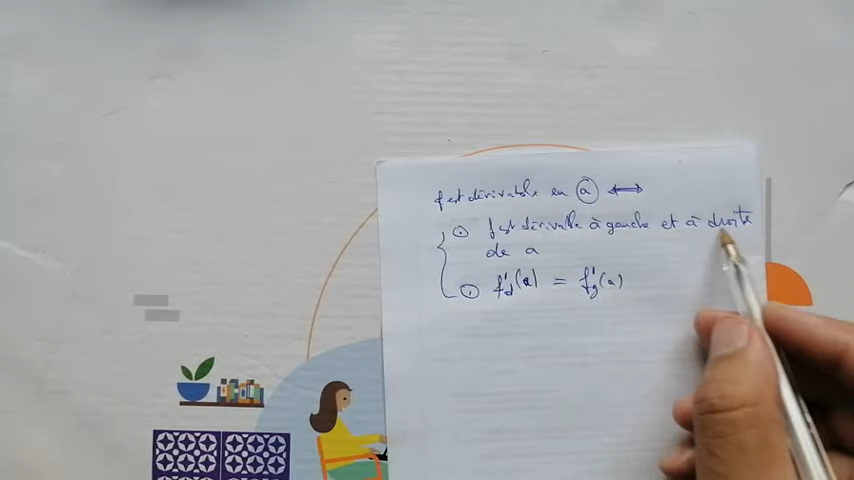 f est dérivable en a ⟷
⊙ f est dérivable à gauche et à droite
de a
⊙ f'd(a) = f'g(a)